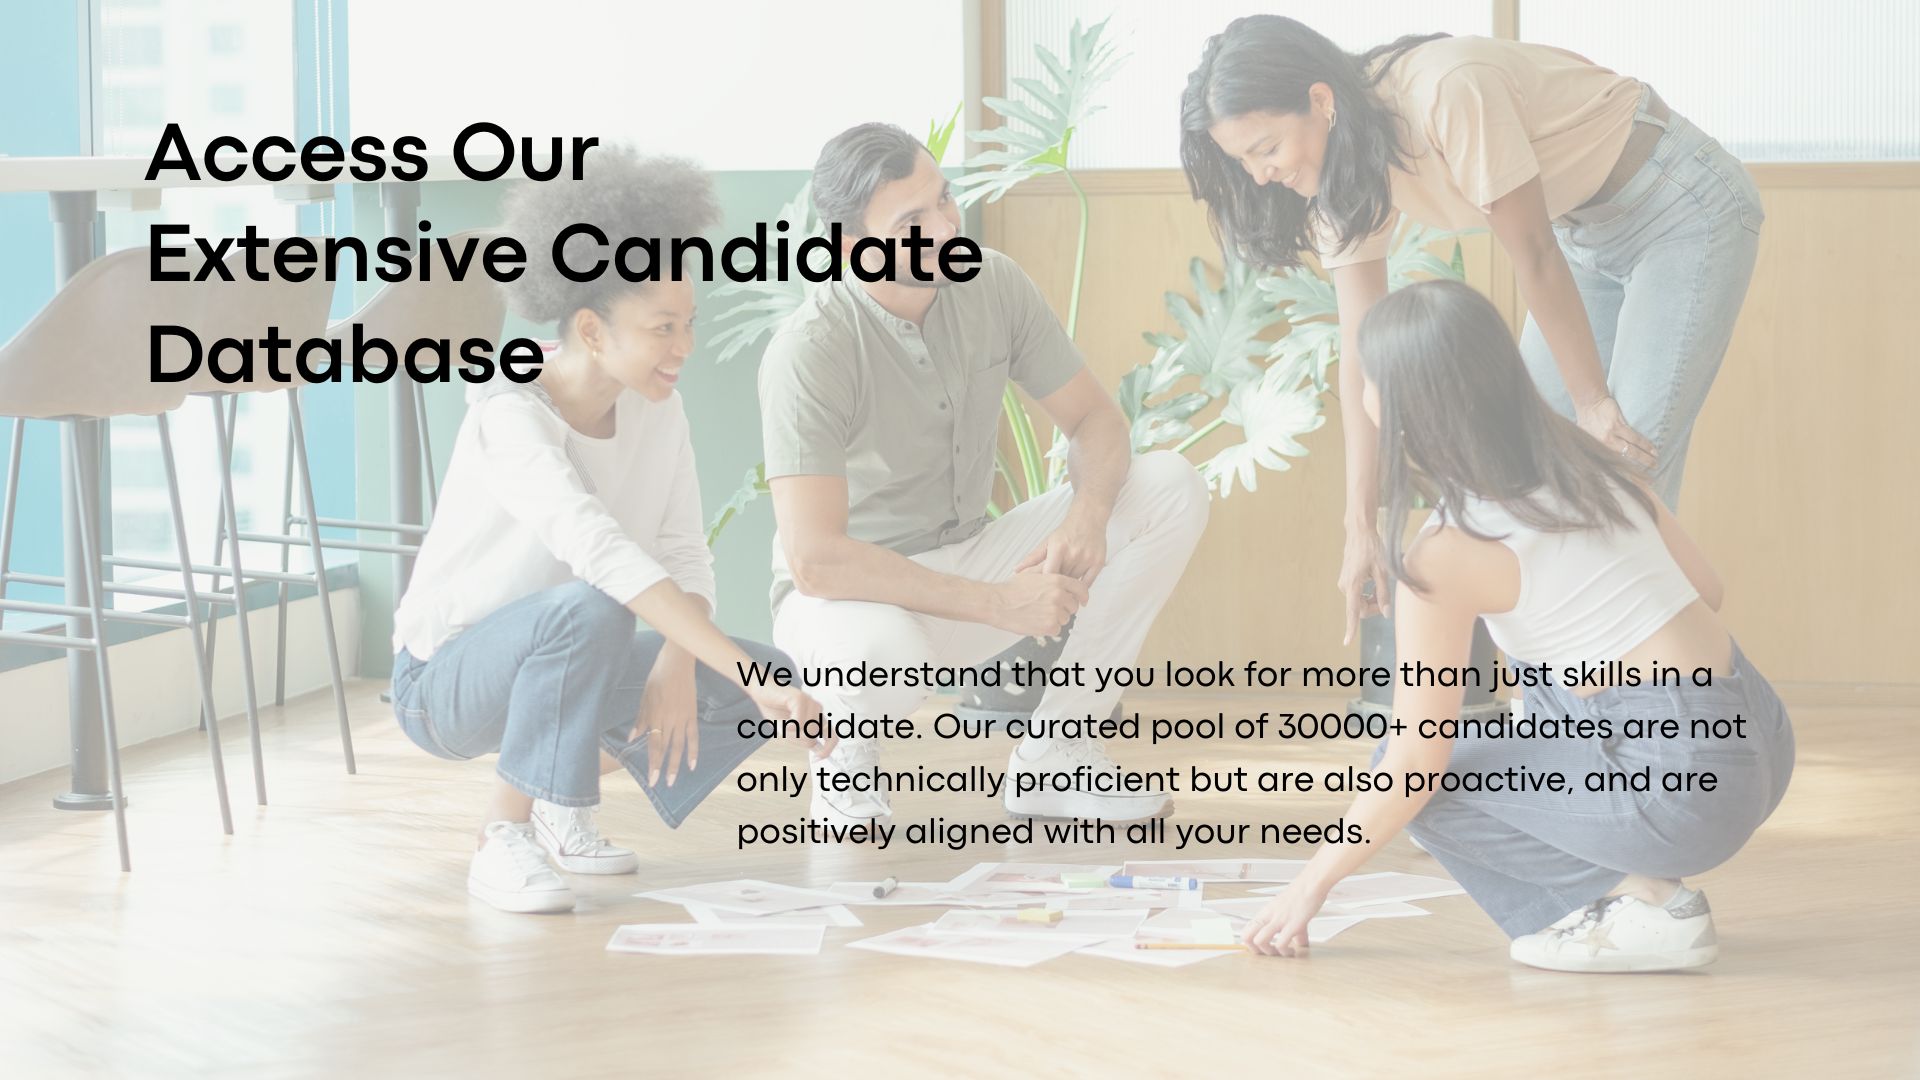 Access Our
Extensive Candidate
Database
We understand that you look for more than just skills in a
candidate. Our curated pool of 30000+ candidates are not
only technically proficient but are also proactive, and are
positively aligned with all your needs.